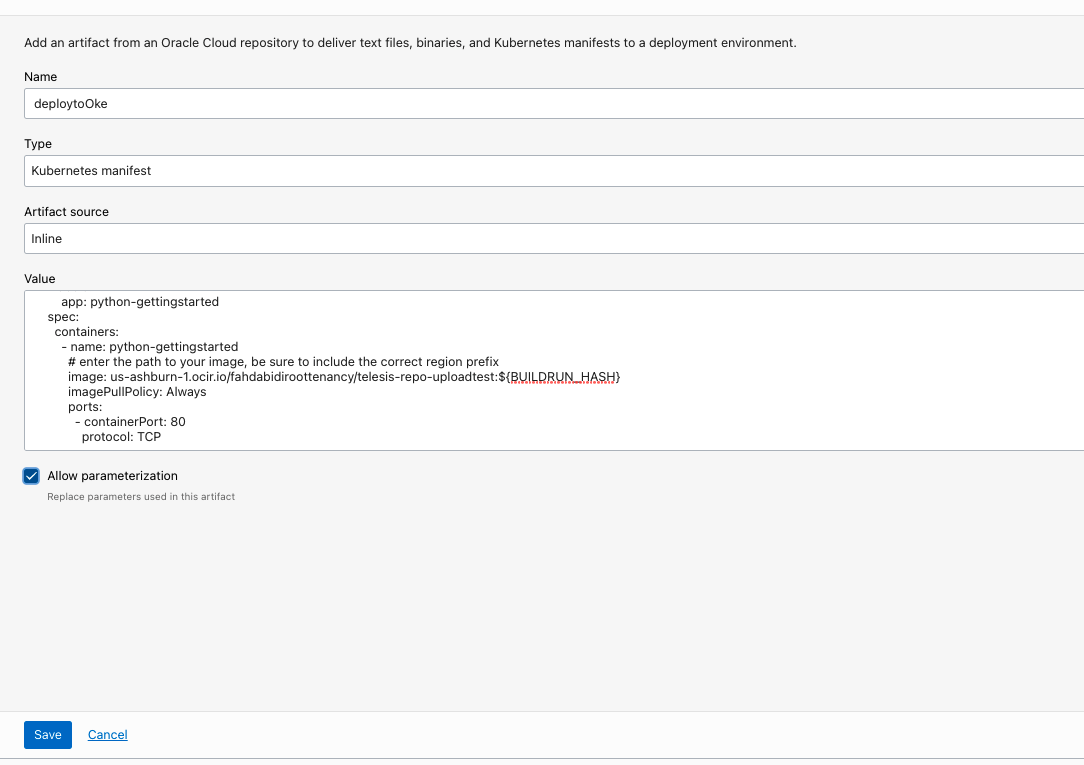 Add an artifact from an Oracle Cloud repository to deliver text files, binaries, and Kubernetes manifests to a deployment environment.
Name
deploytoOke
Type
Kubernetes manifest
Artifact source
Inline
Value
app: python-gettingstarted
spec:
containers:
- name: python-gettingstarted
# enter the path to your image, be sure to include the correct region prefix
image: us-ashburn-1.ocir.io/fahdabidiroottenancy/telesis-repo-uploadtest:${BUILDRUN_HASH}
imagePullPolicy: Always
ports:
- containerPort: 80
protocol: TCP
Allow parameterization
Replace parameters used in this artifact
Save Cancel